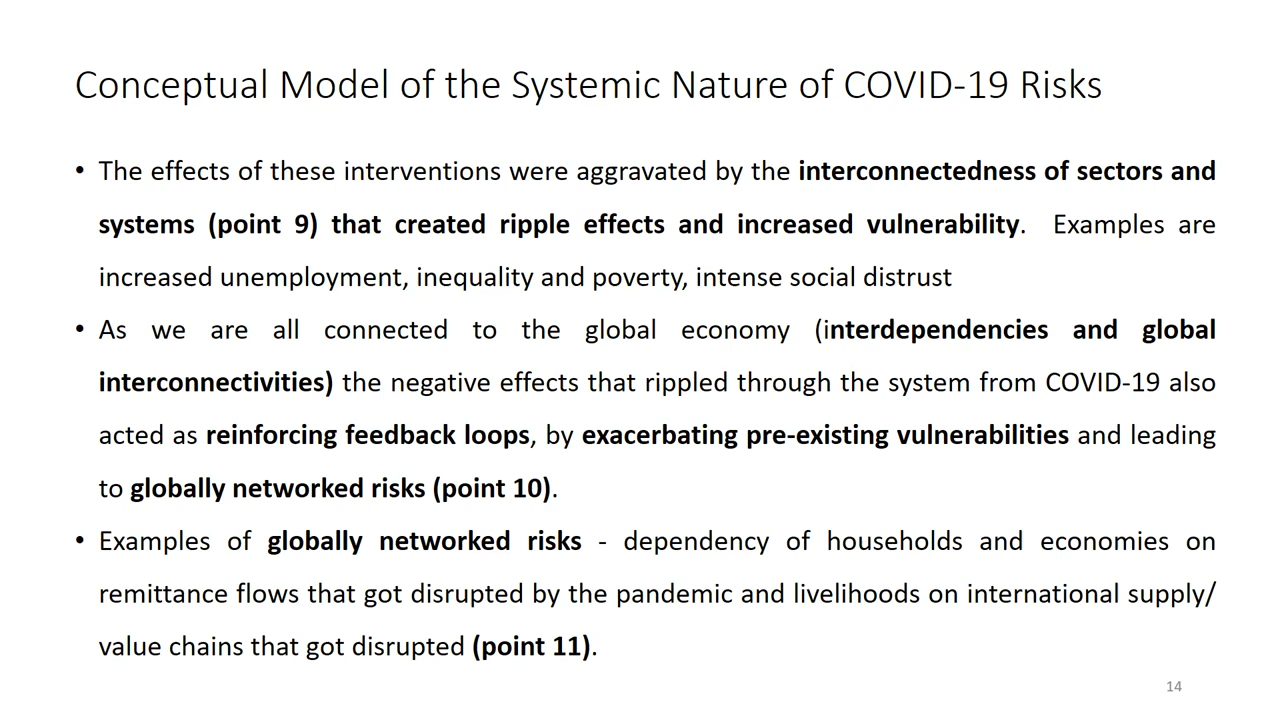 Conceptual Model of the Systemic Nature of COVID-19 Risks
• The effects of these interventions were aggravated by the interconnectedness of sectors and
systems (point 9) that created ripple effects and increased vulnerability. Examples are
increased unemployment, inequality and poverty, intense social distrust
• As we are all connected to the global economy (interdependencies and global
interconnectivities) the negative effects that rippled through the system from COVID-19 also
acted as reinforcing feedback loops, by exacerbating pre-existing vulnerabilities and leading
to globally networked risks (point 10).
• Examples of globally networked risks - dependency of households and economies on
remittance flows that got disrupted by the pandemic and livelihoods on international supply/
value chains that got disrupted (point 11).
14